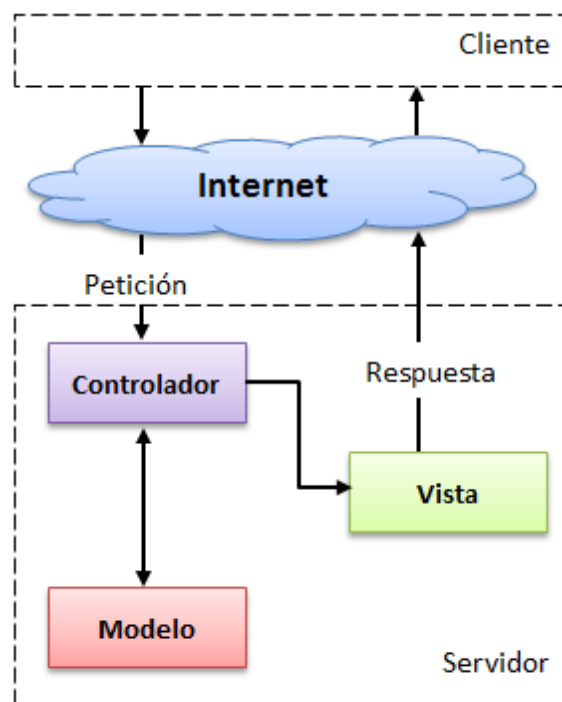 Cliente
Internet
Petición
Controlador
Respuesta
Vista
Modelo
Servidor